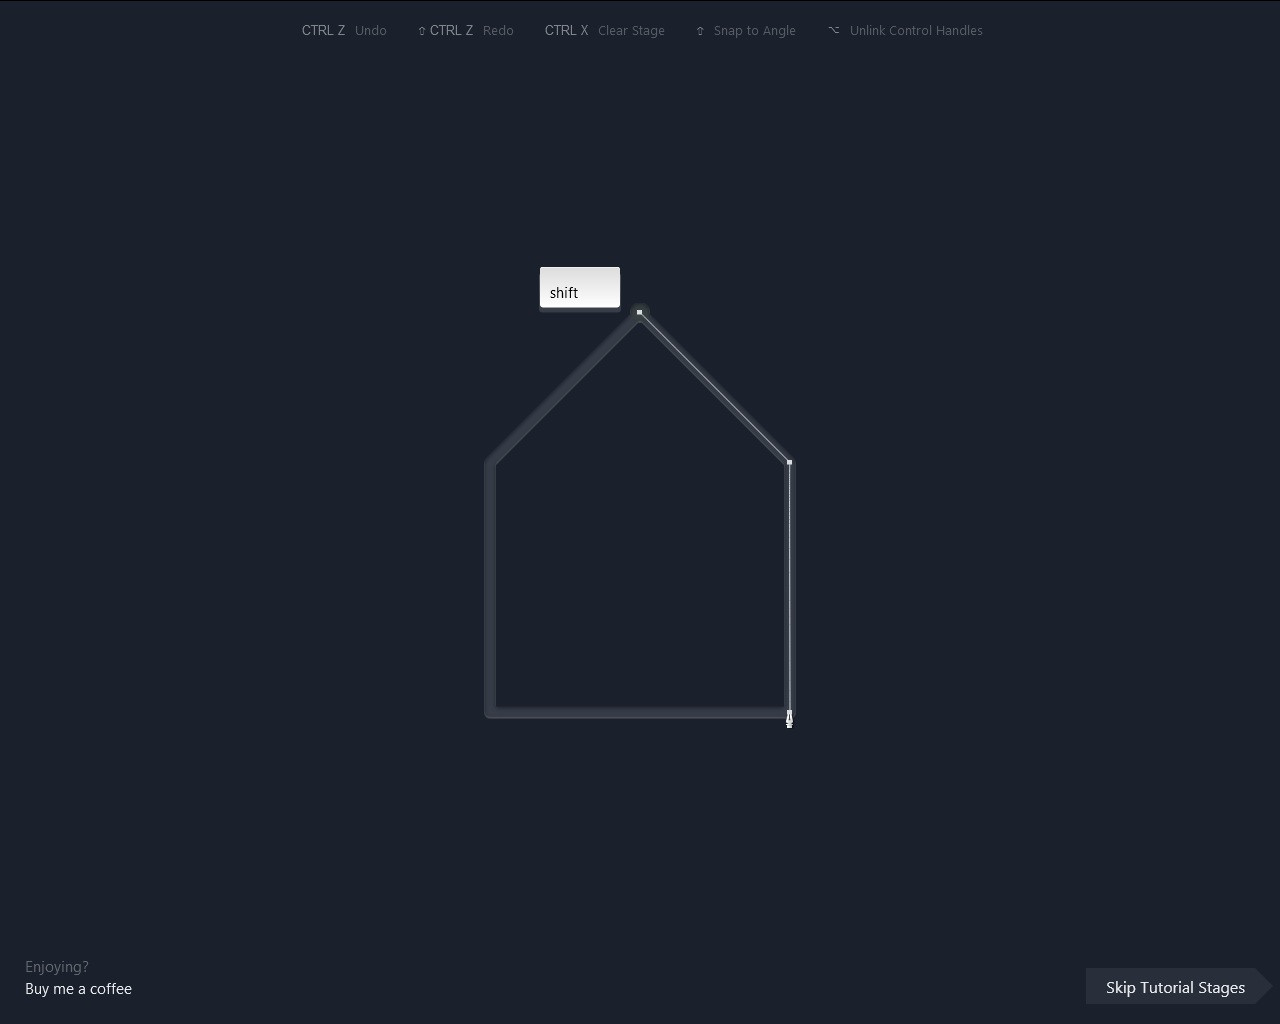 CTRL Z Undo ⇧ CTRL Z Redo CTRL X Clear Stage ⇧ Snap to Angle ⌥ Unlink Control Handles
shift
Enjoying?
Buy me a coffee
Skip Tutorial Stages